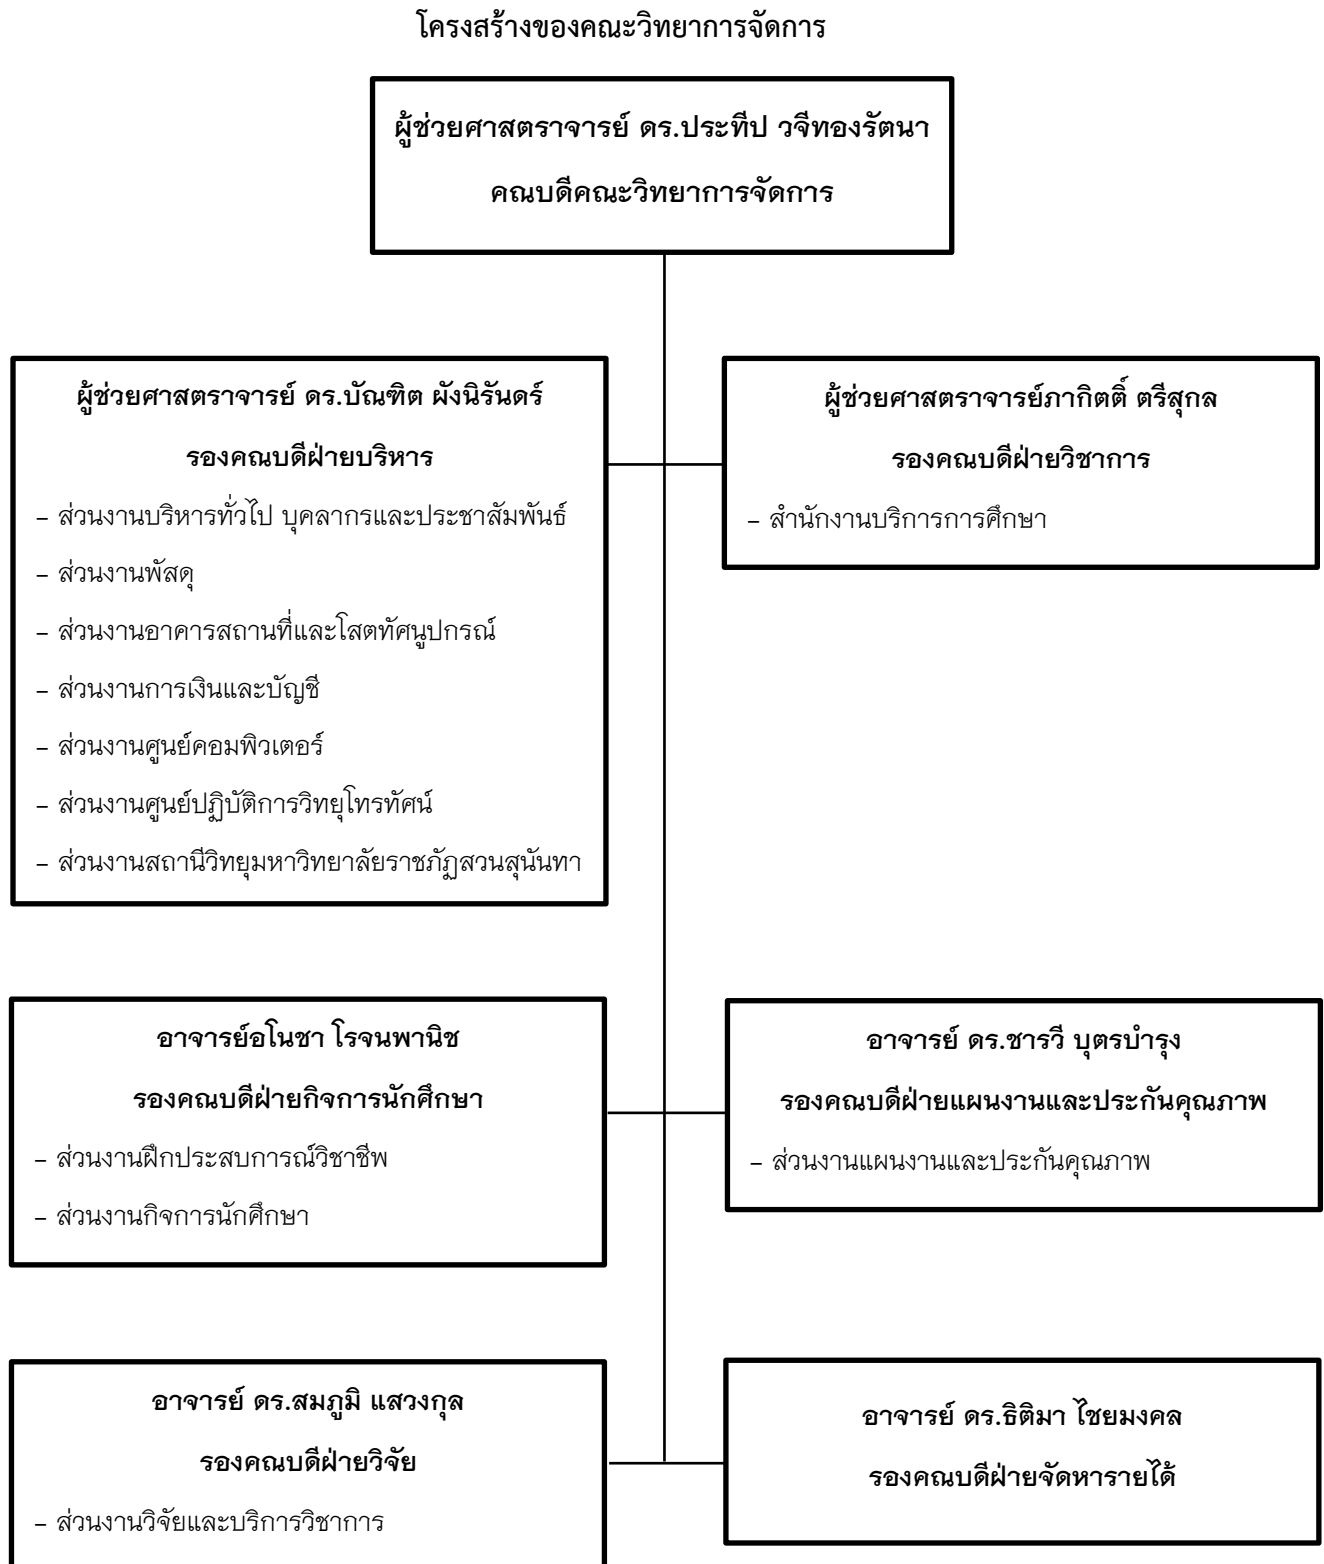 โครงสร้างของคณะวิทยาการจัดการ
ผู้ช่วยศาสตราจารย์ ดร.ประทีป วจีทองรัตนา
คณบดีคณะวิทยาการจัดการ
ผู้ช่วยศาสตราจารย์ ดร.บัณฑิต ผังนิรันดร์
รองคณบดีฝ่ายบริหาร
– ส่วนงานบริหารทั่วไป บุคลากรและประชาสัมพันธ์
– ส่วนงานพัสดุ
– ส่วนงานอาคารสถานที่และโสตทัศนูปกรณ์
– ส่วนงานการเงินและบัญชี
– ส่วนงานศูนย์คอมพิวเตอร์
– ส่วนงานศูนย์ปฏิบัติการวิทยุโทรทัศน์
– ส่วนงานสถานีวิทยุมหาวิทยาลัยราชภัฏสวนสุนันทา
ผู้ช่วยศาสตราจารย์ภากิตติ์ ตรีสุกล
รองคณบดีฝ่ายวิชาการ
– สำนักงานบริการการศึกษา
อาจารย์อโนชา โรจนพานิช
รองคณบดีฝ่ายกิจการนักศึกษา
– ส่วนงานฝึกประสบการณ์วิชาชีพ
– ส่วนงานกิจการนักศึกษา
อาจารย์ ดร.ชารวี บุตรบำรุง
รองคณบดีฝ่ายแผนงานและประกันคุณภาพ
– ส่วนงานแผนงานและประกันคุณภาพ
อาจารย์ ดร.สมภูมิ แสวงกุล
รองคณบดีฝ่ายวิจัย
– ส่วนงานวิจัยและบริการวิชาการ
อาจารย์ ดร.ธิติมา ไชยมงคล
รองคณบดีฝ่ายจัดหารายได้